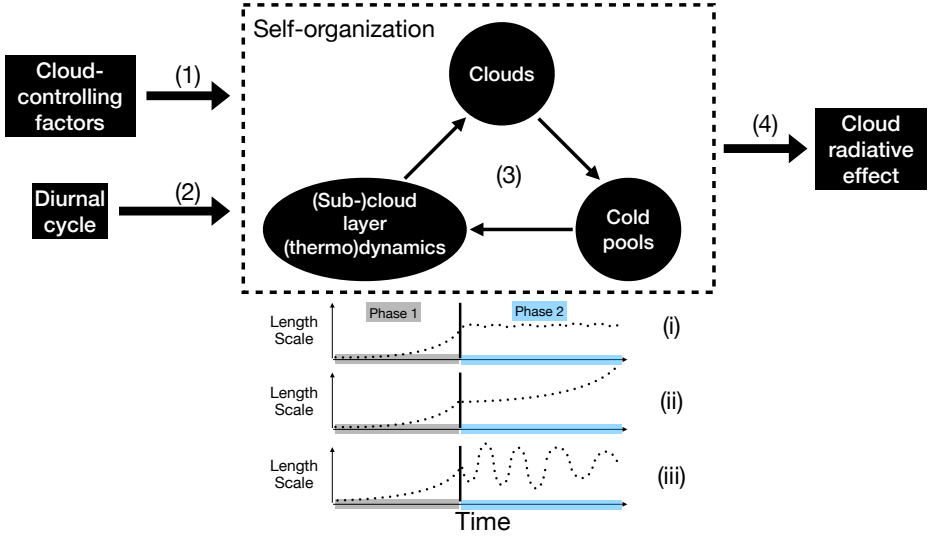 Self-organization
Cloud-
controlling
factors
(1)
Clouds
(4)
Cloud
radiative
effect
Diurnal
cycle
(2)
(3)
(Sub-)cloud
layer
(thermo)dynamics
Cold
pools
Phase 1
Phase 2
Length
Scale
(i)
Length
Scale
(ii)
Length
Scale
(iii)
Time